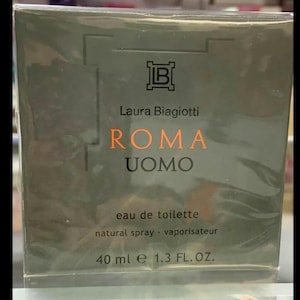 LB
Laura Biagiotti
ROMA
UOMO
eau de toilette
natural spray - vaporisateur
40 ml ℮ 1.3 FL.OZ.